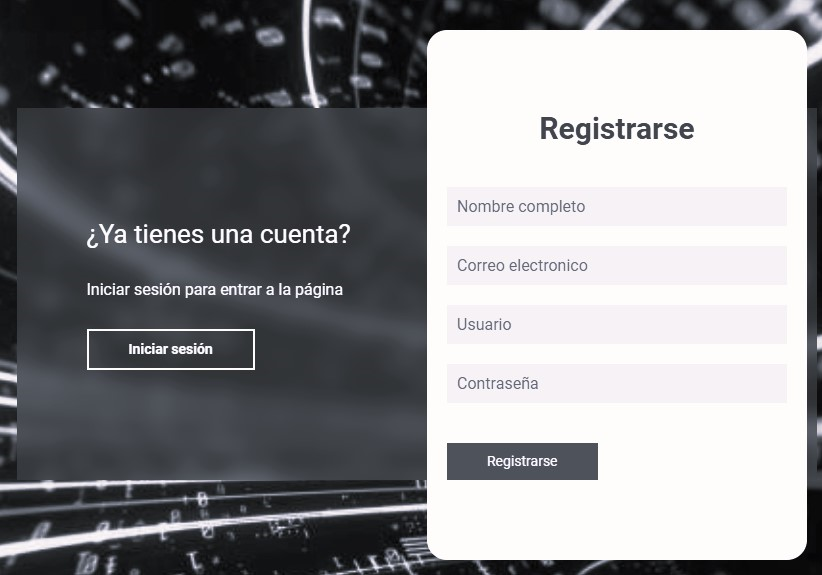 ¿Ya tienes una cuenta?
Iniciar sesión para entrar a la página
Iniciar sesión
Registrarse
Nombre completo
Correo electronico
Usuario
Contraseña
Registrarse